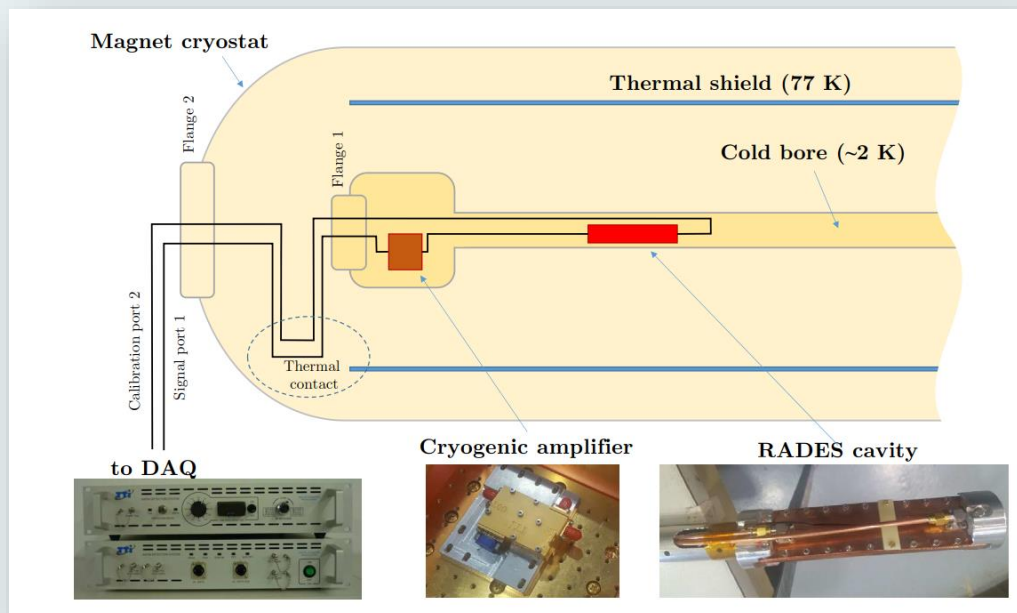 Magnet cryostat
Flange 2
Thermal shield (77 K)
Flange 1
Cold bore (~2 K)
Calibration port 2
Signal port 1
Thermal
contact
to DAQ
Cryogenic amplifier
RADES cavity